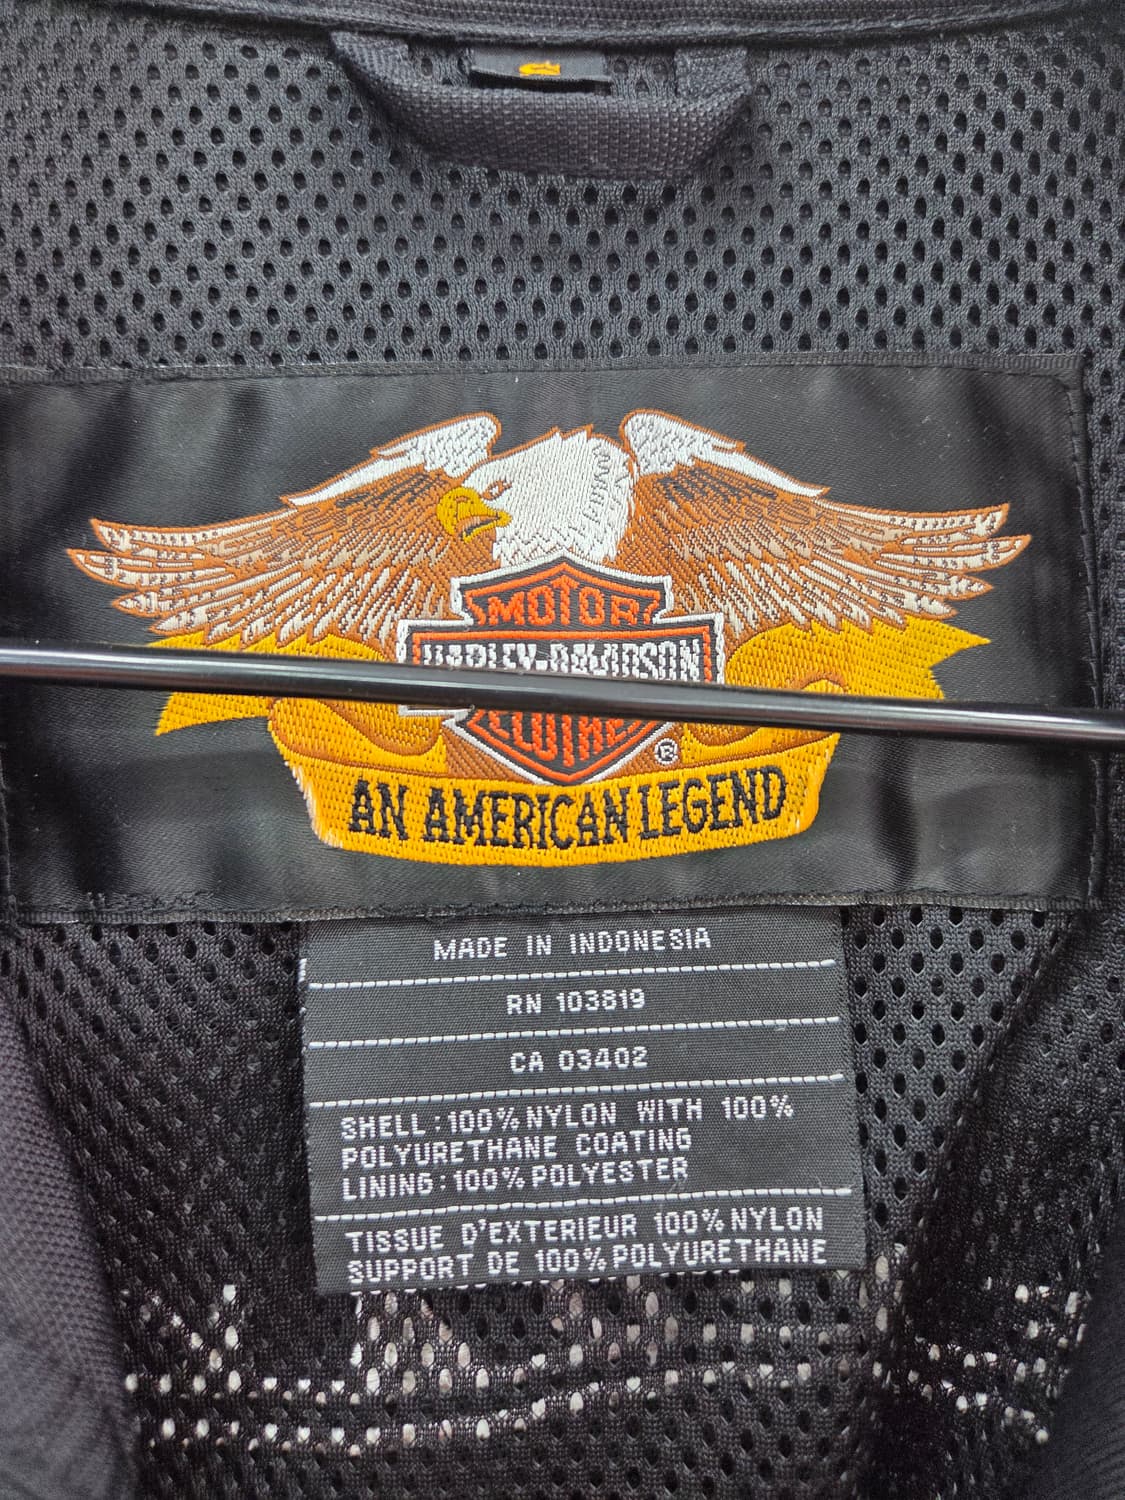 MOTOR
HARLEY-DAVIDSON
CLOTHES
®
AN AMERICAN LEGEND
MADE IN INDONESIA
RN 103819
CA 03402
SHELL:100% NYLON WITH 100%
POLYURETHANE COATING
LINING:100% POLYESTER
TISSUE D'EXTERIEUR 100% NYLON
SUPPORT DE 100% POLYURETHANE